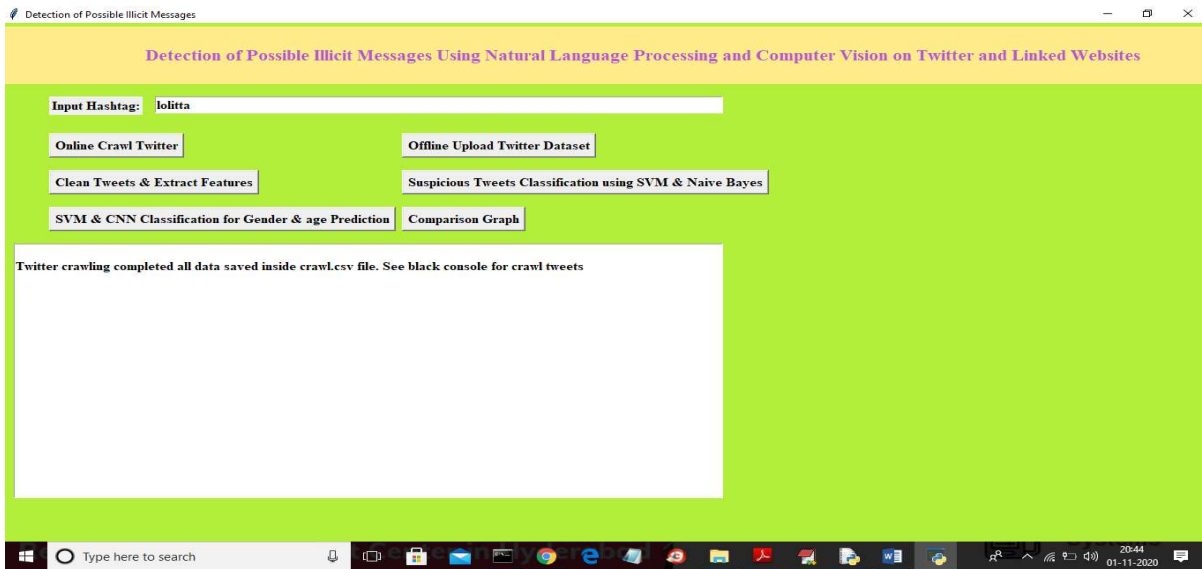 Detection of Possible Illicit Messages
Detection of Possible Illicit Messages Using Natural Language Processing and Computer Vision on Twitter and Linked Websites
Input Hashtag: lolitta
Online Crawl Twitter Offline Upload Twitter Dataset
Clean Tweets & Extract Features Suspicious Tweets Classification using SVM & Naive Bayes
SVM & CNN Classification for Gender & age Prediction Comparison Graph
Twitter crawling completed all data saved inside crawl.csv file. See black console for crawl tweets
Type here to search
20:44
01-11-2020